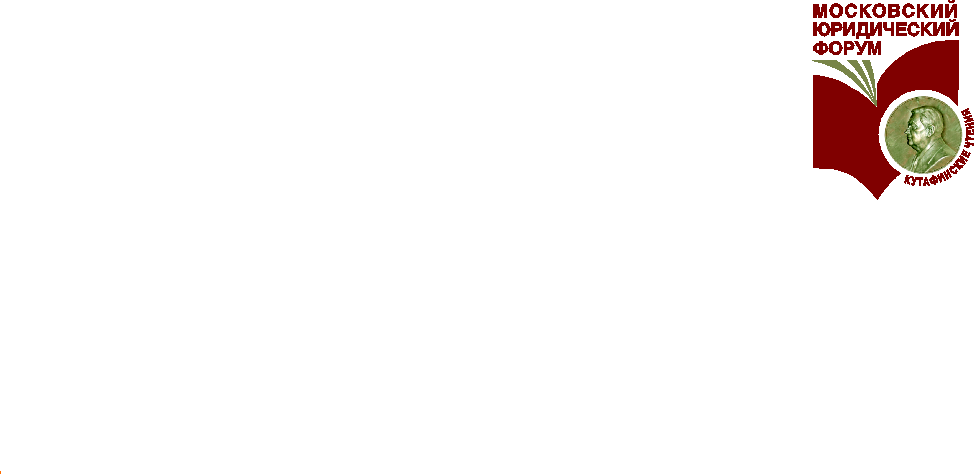 МОСКОВСКИЙ
ЮРИДИЧЕСКИЙ
ФОРУМ
КУТАФИНСКИЕ ЧТЕНИЯ